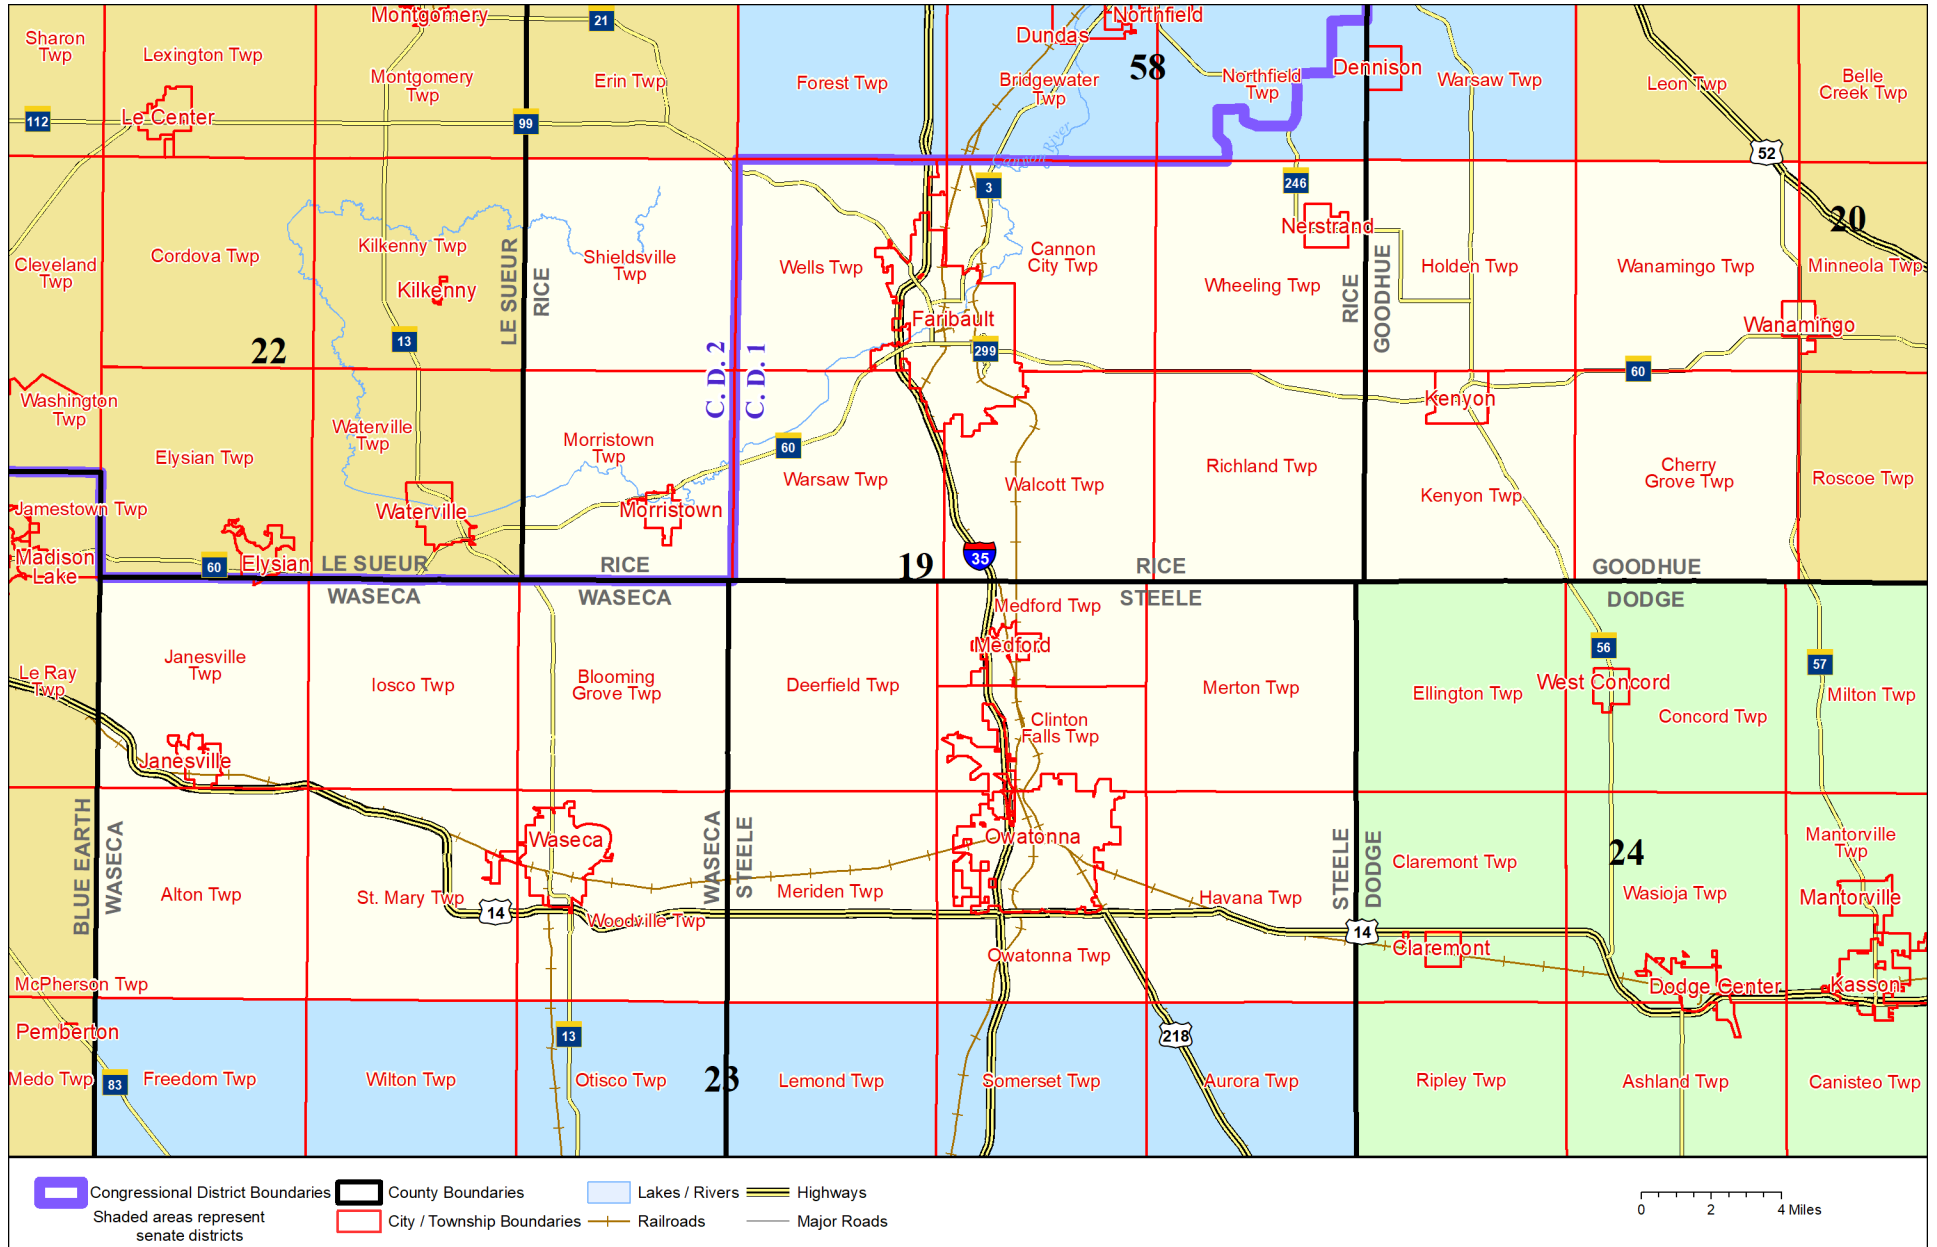 Montgomery
21
Northfield
Sharon
Twp
Lexington Twp
Montgomery
Twp
Erin Twp
Forest Twp
Dundas
Bridgewater
Twp
58
Northfield
Twp
Dennison
Warsaw Twp
Leon Twp
Belle
Creek Twp
112
Le Center
99
Cannon River
52
3
246
20
Cleveland
Twp
Cordova Twp
Kilkenny Twp
Kilkenny
LE SUEUR
RICE
Shieldsville
Twp
Wells Twp
Cannon
City Twp
Nerstrand
Wheeling Twp
RICE
GOODHUE
Holden Twp
Wanamingo Twp
Minneola Twp
Faribault
Wanamingo
22
13
C. D. 2
C. D. 1
299
60
Washington
Twp
Waterville
Twp
Elysian Twp
Morristown
Twp
60
Warsaw Twp
Walcott Twp
Richland Twp
Kenyon
Kenyon Twp
Cherry
Grove Twp
Roscoe Twp
Jamestown Twp
Waterville
Morristown
Madison
Lake
60
Elysian
LE SUEUR
RICE
19
35
RICE
GOODHUE
WASECA
WASECA
STEELE
DODGE
Medford Twp
Medford
56
57
Le Ray
Twp
Janesville
Twp
Iosco Twp
Blooming
Grove Twp
Deerfield Twp
Merton Twp
Ellington Twp
West Concord
Concord Twp
Milton Twp
Clinton
Falls Twp
Janesville
BLUE EARTH
WASECA
Waseca
WASECA
STEELE
Owatonna
STEELE
DODGE
Claremont Twp
24
Mantorville
Twp
Alton Twp
St. Mary Twp
14
Woodville Twp
Meriden Twp
Havana Twp
Wasioja Twp
Mantorville
14
Claremont
Owatonna Twp
McPherson Twp
Dodge Center
Kasson
Pemberton
13
218
Medo Twp
83
Freedom Twp
Wilton Twp
Otisco Twp
23
Lemond Twp
Somerset Twp
Aurora Twp
Ripley Twp
Ashland Twp
Canisteo Twp
Congressional District Boundaries
County Boundaries
Lakes / Rivers
Highways
Shaded areas represent
senate districts
City / Township Boundaries
Railroads
Major Roads
0 2 4 Miles